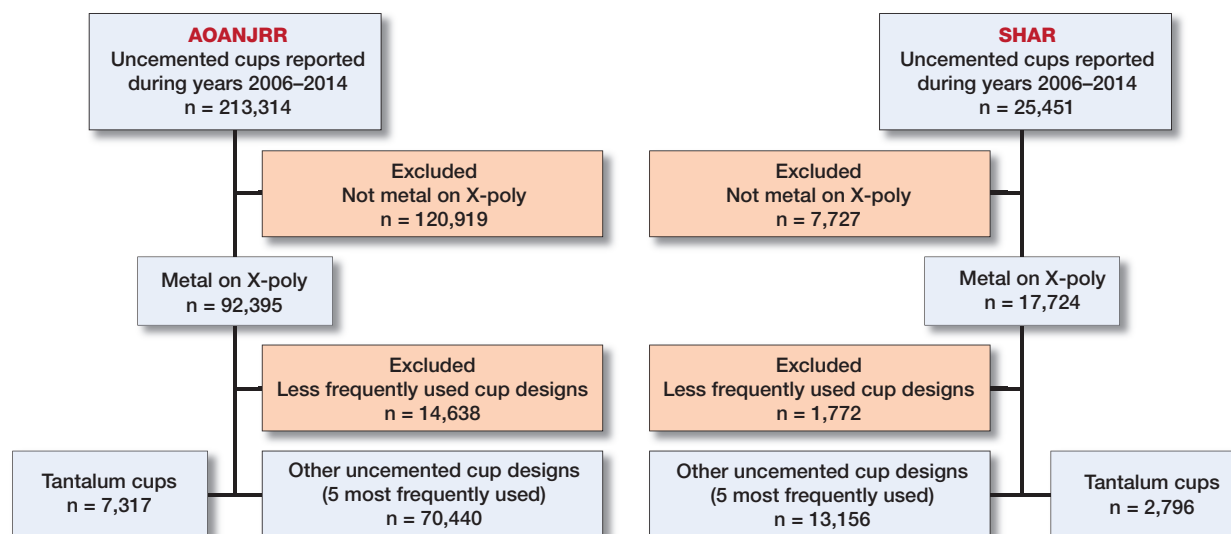 AOANJRR
Uncemented cups reported
during years 2006–2014
n = 213,314
Excluded
Not metal on X-poly
n = 120,919
Metal on X-poly
n = 92,395
Excluded
Less frequently used cup designs
n = 14,638
Tantalum cups
n = 7,317
Other uncemented cup designs
(5 most frequently used)
n = 70,440
SHAR
Uncemented cups reported
during years 2006–2014
n = 25,451
Excluded
Not metal on X-poly
n = 7,727
Metal on X-poly
n = 17,724
Excluded
Less frequently used cup designs
n = 1,772
Other uncemented cup designs
(5 most frequently used)
n = 13,156
Tantalum cups
n = 2,796